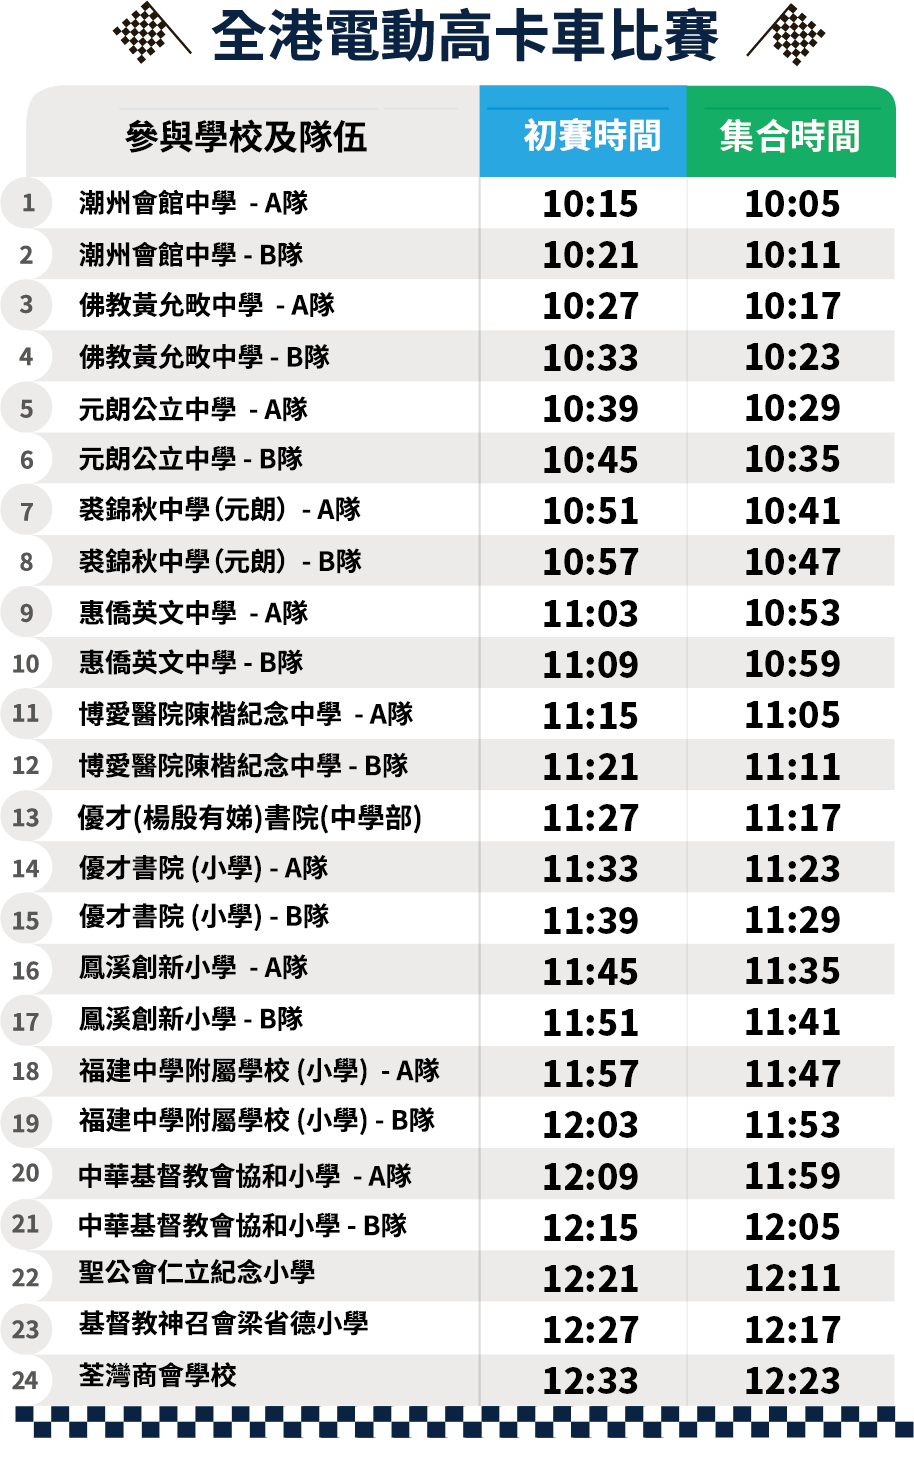 全港電動高卡車比賽
參與學校及隊伍 初賽時間 集合時間
1 潮州會館中學 - A隊 10:15 10:05
2 潮州會館中學 - B隊 10:21 10:11
3 佛教黃允畋中學 - A隊 10:27 10:17
4 佛教黃允畋中學 - B隊 10:33 10:23
5 元朗公立中學 - A隊 10:39 10:29
6 元朗公立中學 - B隊 10:45 10:35
7 裘錦秋中學（元朗） - A隊 10:51 10:41
8 裘錦秋中學（元朗） - B隊 10:57 10:47
9 惠僑英文中學 - A隊 11:03 10:53
10 惠僑英文中學 - B隊 11:09 10:59
11 博愛醫院陳楷紀念中學 - A隊 11:15 11:05
12 博愛醫院陳楷紀念中學 - B隊 11:21 11:11
13 優才(楊殷有娣)書院(中學部) 11:27 11:17
14 優才書院 (小學) - A隊 11:33 11:23
15 優才書院 (小學) - B隊 11:39 11:29
16 鳳溪創新小學 - A隊 11:45 11:35
17 鳳溪創新小學 - B隊 11:51 11:41
18 福建中學附屬學校 (小學) - A隊 11:57 11:47
19 福建中學附屬學校 (小學) - B隊 12:03 11:53
20 中華基督教會協和小學 - A隊 12:09 11:59
21 中華基督教會協和小學 - B隊 12:15 12:05
22 聖公會仁立紀念小學 12:21 12:11
23 基督教神召會梁省德小學 12:27 12:17
24 荃灣商會學校 12:33 12:23